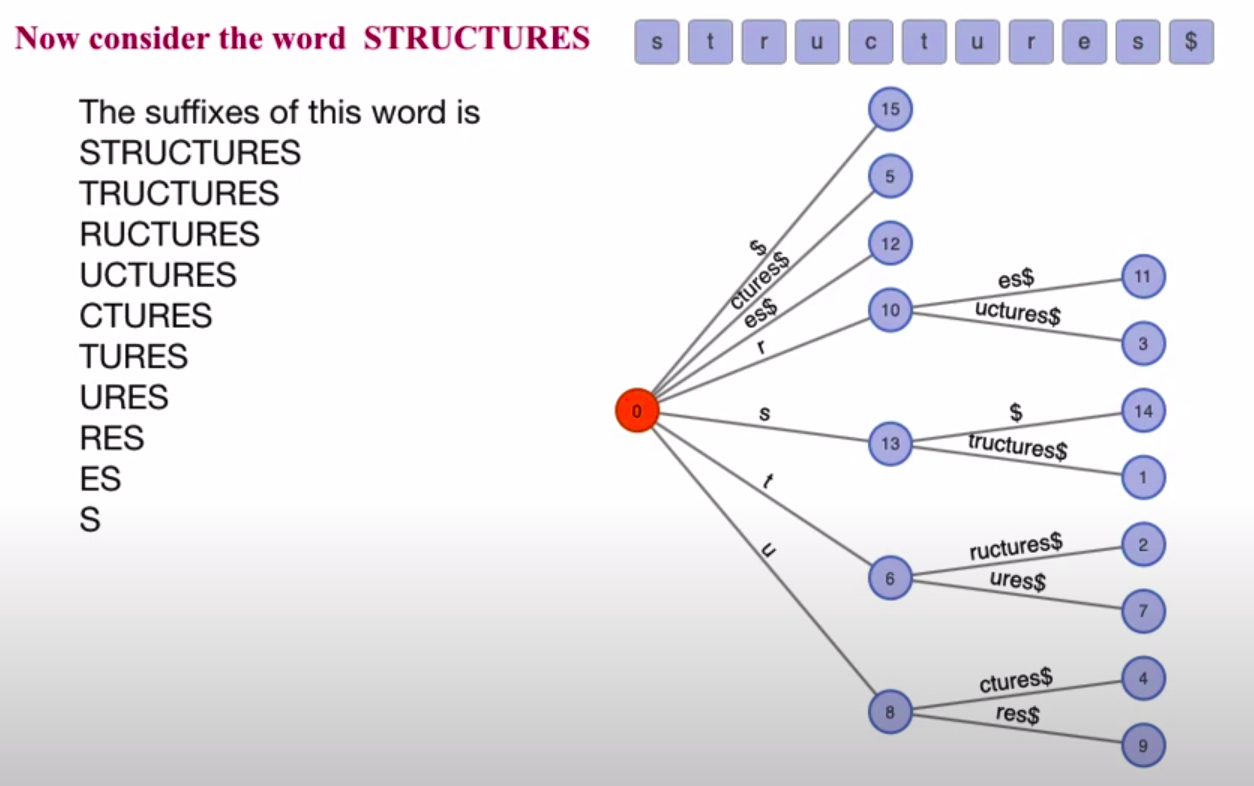 Now consider the word STRUCTURES
s t r u c t u r e s $
The suffixes of this word is
STRUCTURES
TRUCTURES
RUCTURES
UCTURES
CTURES
TURES
URES
RES
ES
S
15
5
12
10
0
13
6
8
$
ctures$
es$
r
s
t
u
es$
11
uctures$
3
$
14
tructures$
1
ructures$
2
ures$
7
ctures$
4
res$
9